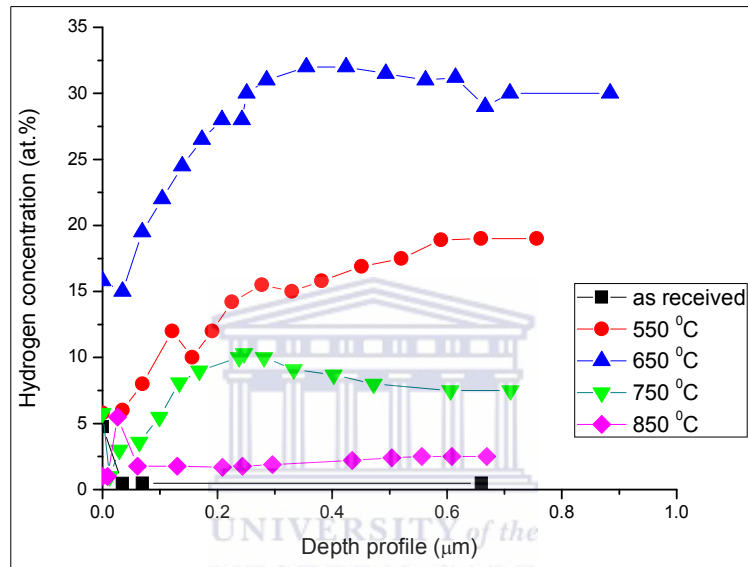 35
30
25
20
15
10
5
0
Hydrogen concentration (at.%)
0.0 0.2 0.4 0.6 0.8 1.0
Depth profile (μm)
as received
550 ⁰C
650 ⁰C
750 ⁰C
850 ⁰C
UNIVERSITY of the